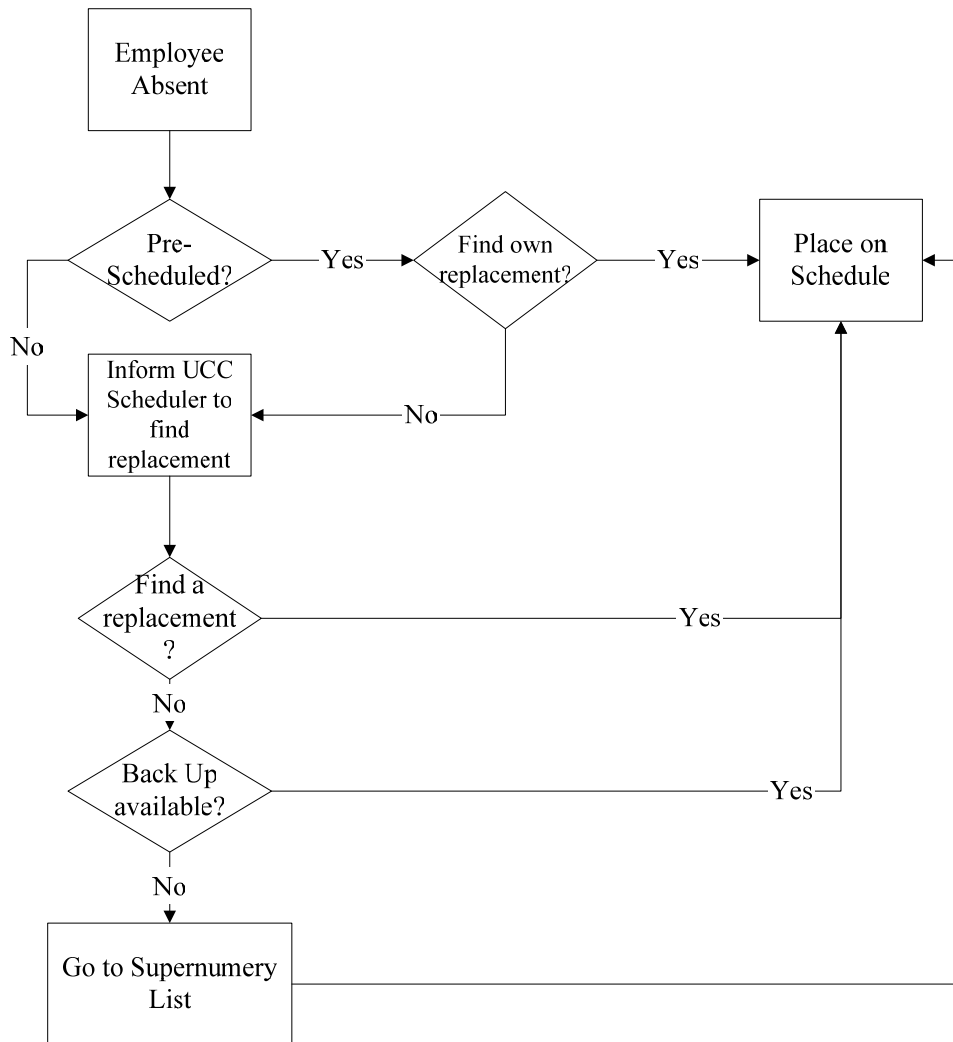 Employee
Absent
Pre-
Scheduled?
Yes
Find own
replacement?
Yes
Place on
Schedule
No
Inform UCC
Scheduler to
find
replacement
No
Find a
replacement
?
Yes
No
Back Up
available?
Yes
No
Go to Supernumery
List